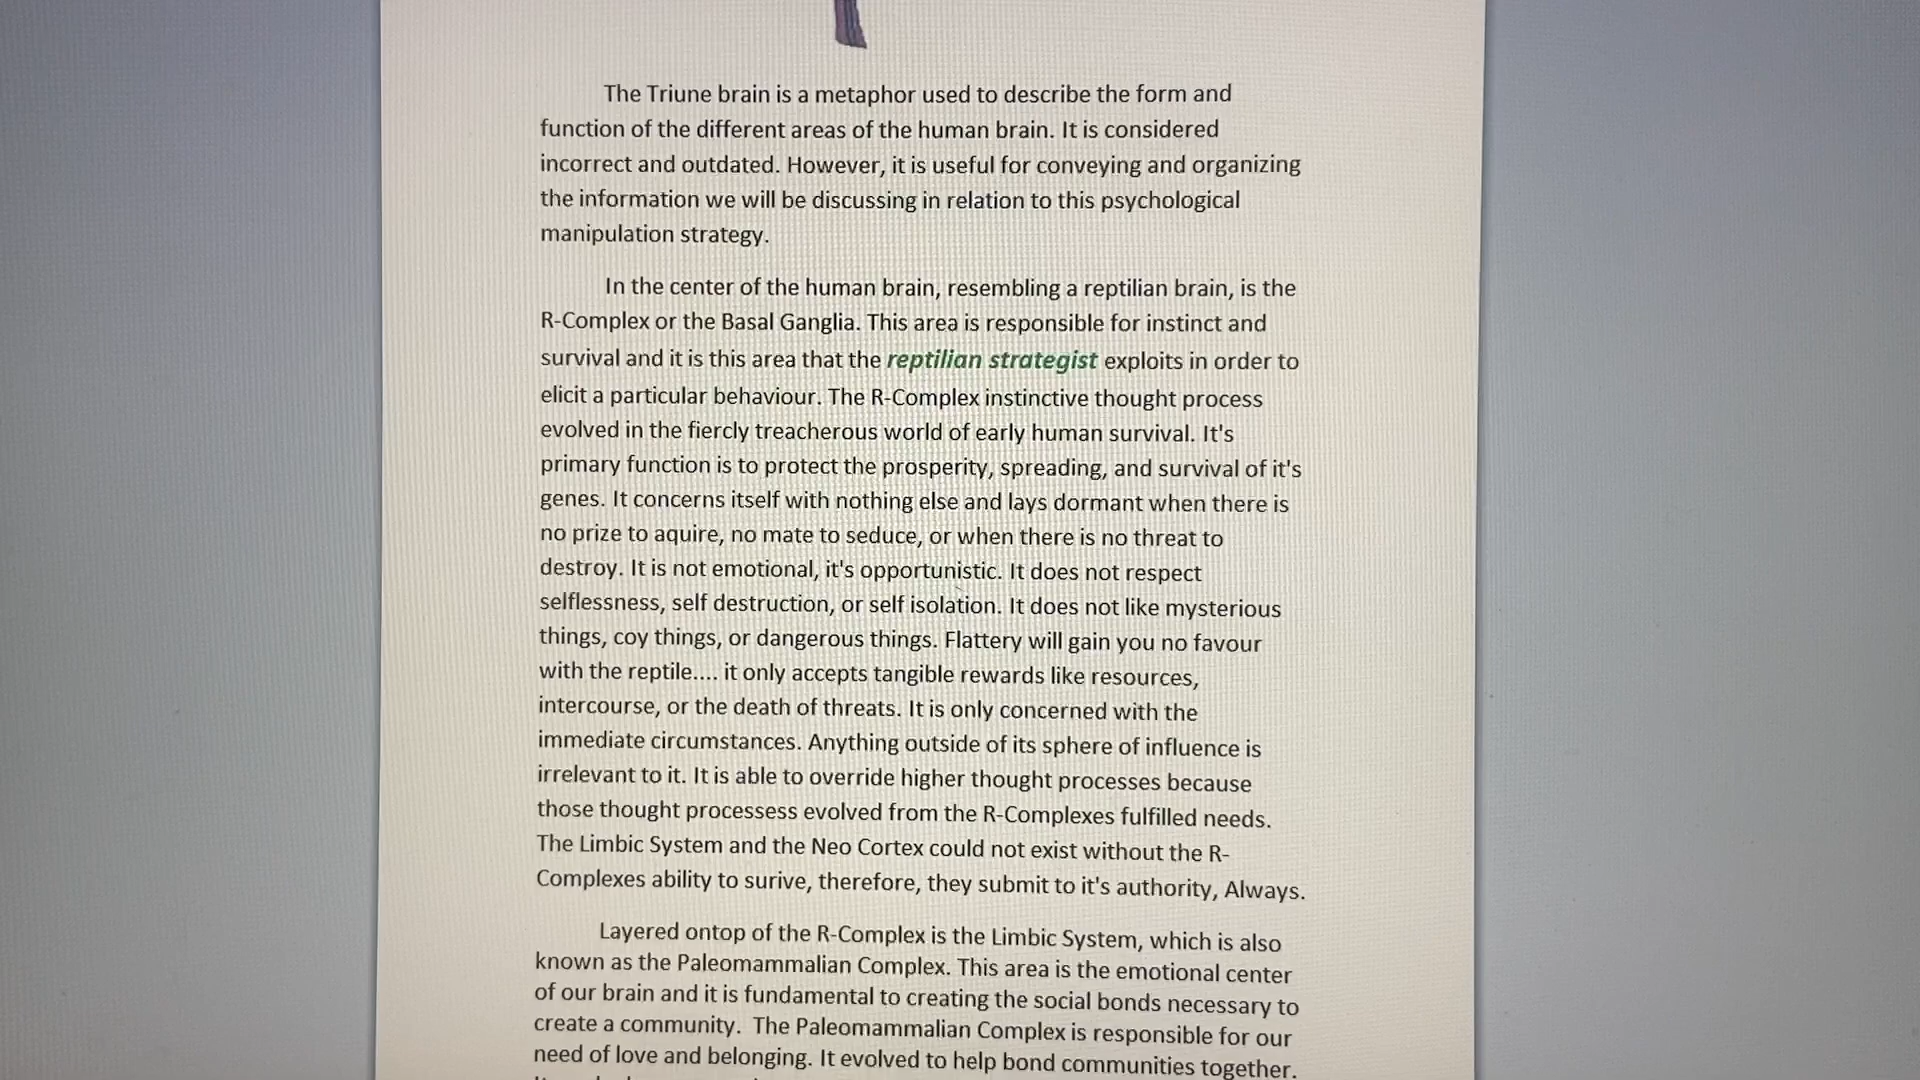 The Triune brain is a metaphor used to describe the form and
function of the different areas of the human brain. It is considered
incorrect and outdated. However, it is useful for conveying and organizing
the information we will be discussing in relation to this psychological
manipulation strategy.
In the center of the human brain, resembling a reptilian brain, is the
R-Complex or the Basal Ganglia. This area is responsible for instinct and
survival and it is this area that the reptilian strategist exploits in order to
elicit a particular behaviour. The R-Complex instinctive thought process
evolved in the fiercly treacherous world of early human survival. It's
primary function is to protect the prosperity, spreading, and survival of it's
genes. It concerns itself with nothing else and lays dormant when there is
no prize to aquire, no mate to seduce, or when there is no threat to
destroy. It is not emotional, it's opportunistic. It does not respect
selflessness, self destruction, or self isolation. It does not like mysterious
things, coy things, or dangerous things. Flattery will gain you no favour
with the reptile.... it only accepts tangible rewards like resources,
intercourse, or the death of threats. It is only concerned with the
immediate circumstances. Anything outside of its sphere of influence is
irrelevant to it. It is able to override higher thought processes because
those thought processess evolved from the R-Complexes fulfilled needs.
The Limbic System and the Neo Cortex could not exist without the R-
Complexes ability to surive, therefore, they submit to it's authority, Always.
Layered ontop of the R-Complex is the Limbic System, which is also
known as the Paleomammalian Complex. This area is the emotional center
of our brain and it is fundamental to creating the social bonds necessary to
create a community.  The Paleomammalian Complex is responsible for our
need of love and belonging. It evolved to help bond communities together.